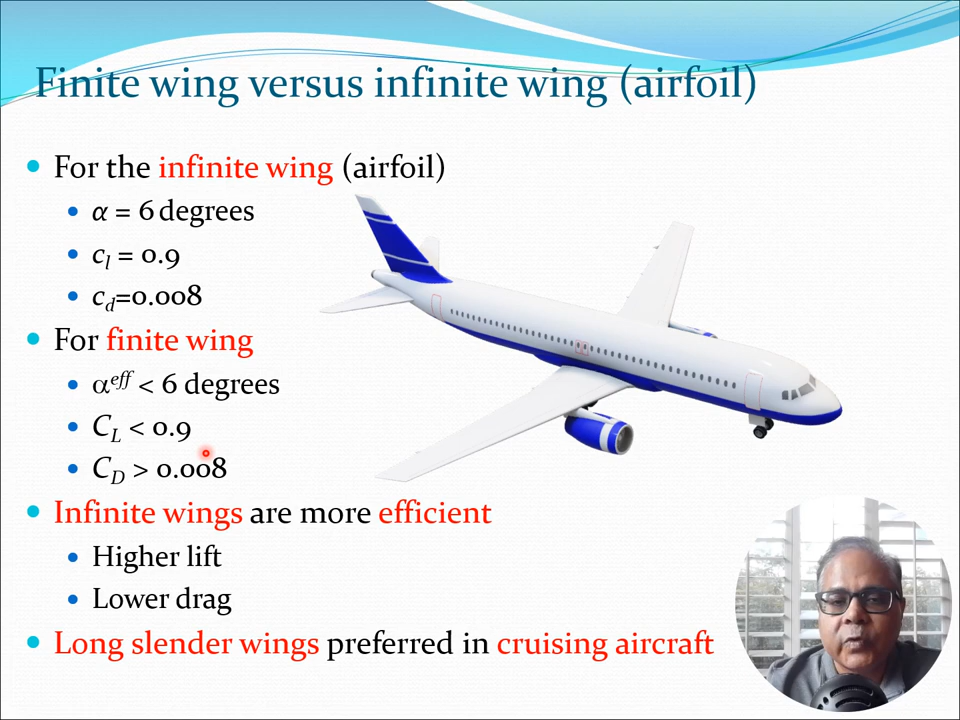 Finite wing versus infinite wing (airfoil)
For the infinite wing (airfoil)
α = 6 degrees
cl = 0.9
cd=0.008
For finite wing
αeff < 6 degrees
CL < 0.9
CD > 0.008
Infinite wings are more efficient
Higher lift
Lower drag
Long slender wings preferred in cruising aircraft